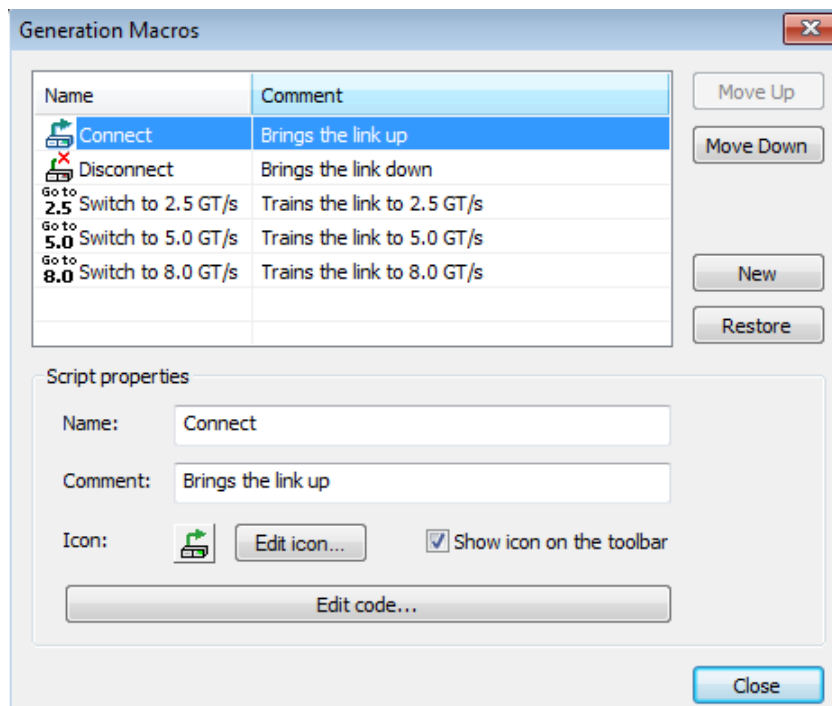 Generation Macros
Name Comment
Connect Brings the link up
Disconnect Brings the link down
Go to 2.5 Switch to 2.5 GT/s Trains the link to 2.5 GT/s
Go to 5.0 Switch to 5.0 GT/s Trains the link to 5.0 GT/s
Go to 8.0 Switch to 8.0 GT/s Trains the link to 8.0 GT/s
Move Up
Move Down
New
Restore
Script properties
Name: Connect
Comment: Brings the link up
Icon: Edit icon... Show icon on the toolbar
Edit code...
Close